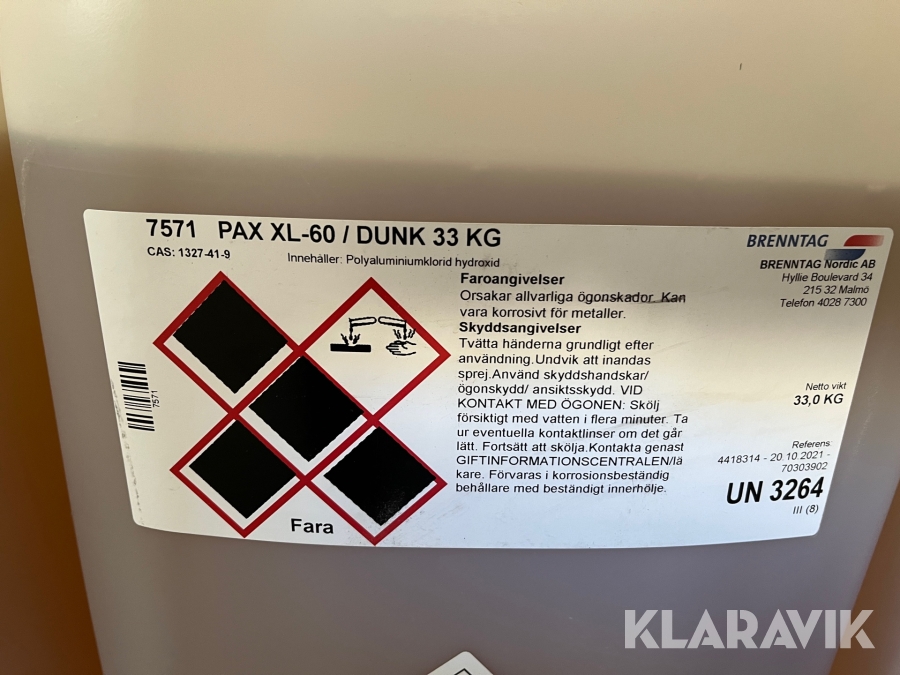 7571 PAX XL-60 / DUNK 33 KG
CAS: 1327-41-9
Innehåller: Polyaluminiumklorid hydroxid
BRENNTAG
BRENNTAG Nordic AB
Hyllie Boulevard 34
215 32 Malmö
Telefon 4028 7300
Faroangivelser
Orsakar allvarliga ögonskador. Kan
vara korrosivt för metaller.
Skyddsangivelser
Tvätta händerna grundligt efter
användning.Undvik att inandas
sprej.Använd skyddshandskar/
ögonskydd/ ansiktsskydd. VID
KONTAKT MED ÖGONEN: Skölj
försiktigt med vatten i flera minuter. Ta
ur eventuella kontaktlinser om det går
lätt. Fortsätt att skölja.Kontakta genast
GIFTINFORMATIONSCENTRALEN/lä
kare. Förvaras i korrosionsbeständig
behållare med beständigt innerhölje.
7571
Fara
Netto vikt
33,0 KG
Referens
4418314 - 20.10.2021 -
70303902
UN 3264
III (8)
KLARAVIK